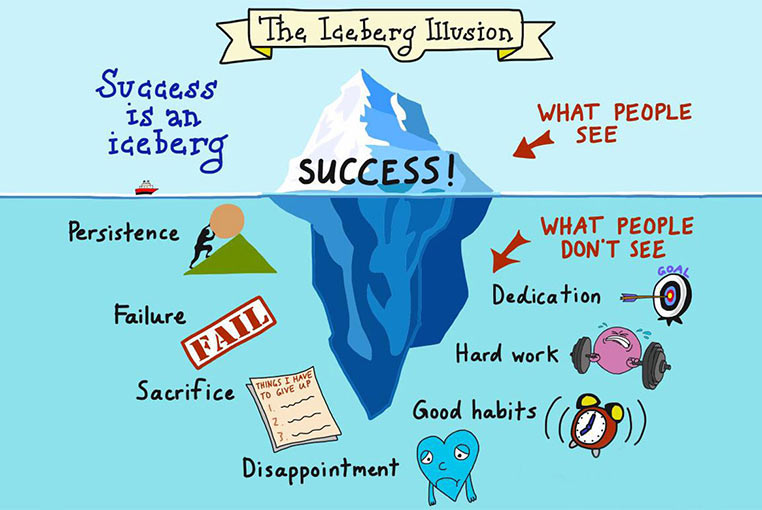 The Iceberg Illusion
Success
is an
iceberg
WHAT PEOPLE
SEE
SUCCESS!
WHAT PEOPLE
DON'T SEE
Persistence
Failure
FAIL
Sacrifice
THINGS I HAVE
TO GIVE UP
1.
2.
3.
Disappointment
GOAL
Dedication
Hard work
Good habits